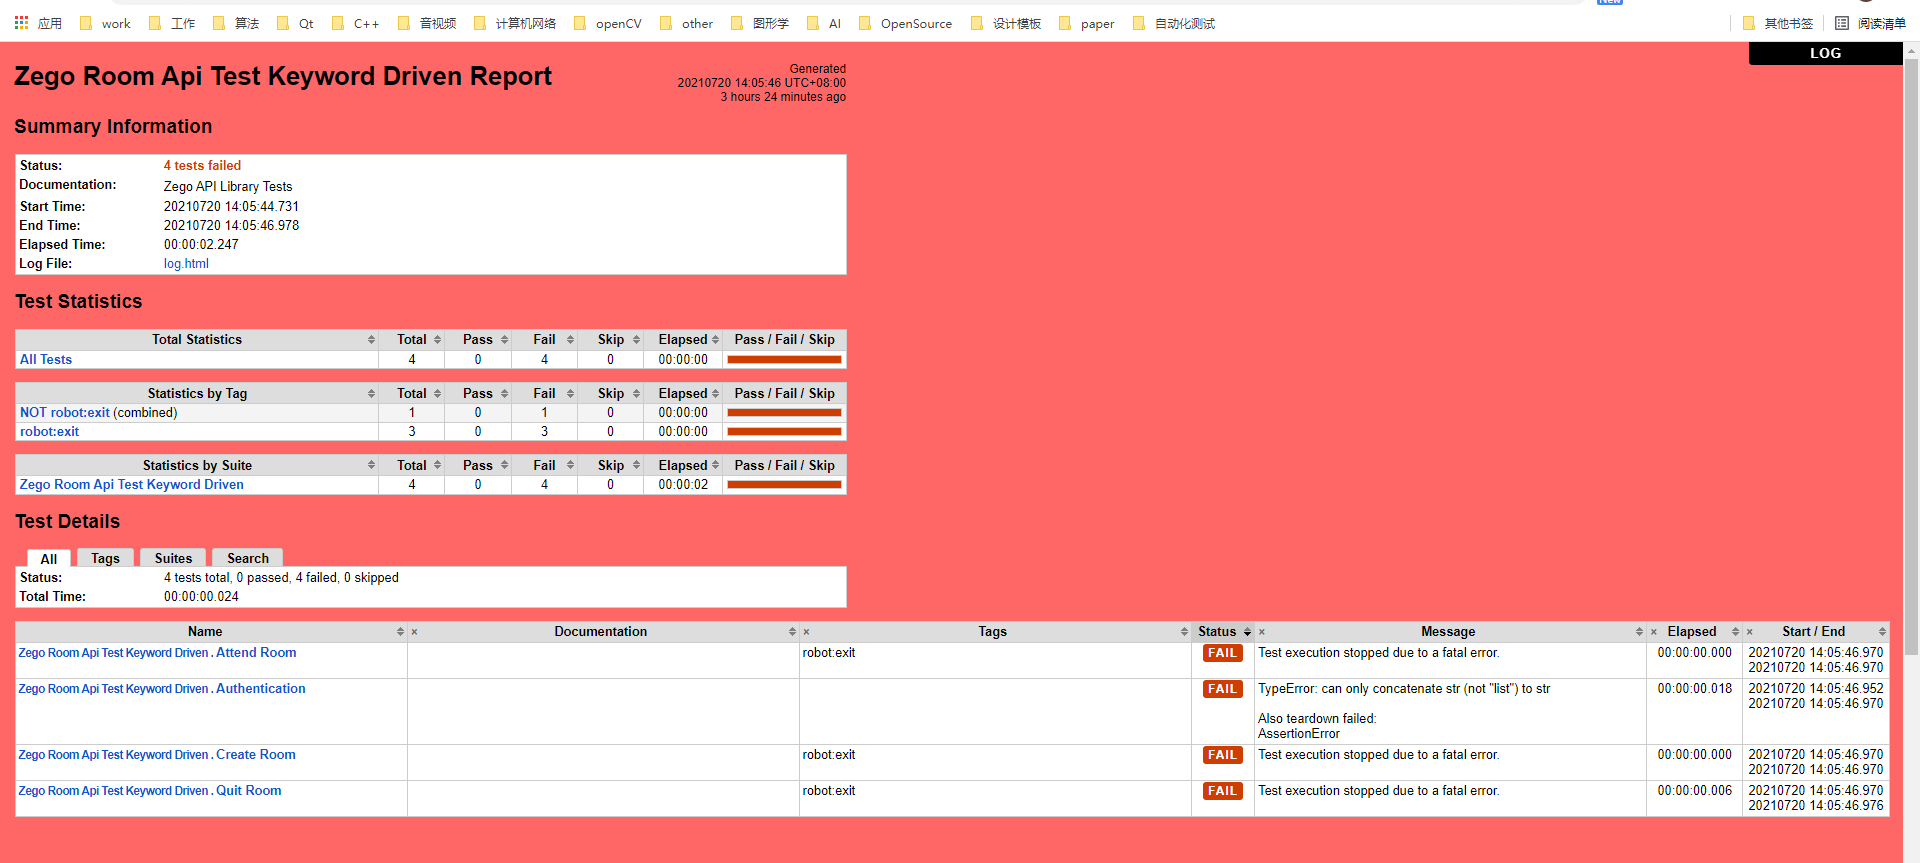 New
应用 work 工作 算法 Qt C++ 音视频 计算机网络 openCV other 图形学 AI OpenSource 设计模板 paper 自动化测试 其他书签 阅读清单
LOG
Zego Room Api Test Keyword Driven Report
Generated
20210720 14:05:46 UTC+08:00
3 hours 24 minutes ago
Summary Information
Status: 4 tests failed
Documentation: Zego API Library Tests
Start Time: 20210720 14:05:44.731
End Time: 20210720 14:05:46.978
Elapsed Time: 00:00:02.247
Log File: log.html
Test Statistics
Total Statistics Total Pass Fail Skip Elapsed Pass / Fail / Skip
All Tests 4 0 4 0 00:00:00
Statistics by Tag Total Pass Fail Skip Elapsed Pass / Fail / Skip
NOT robot:exit (combined) 1 0 1 0 00:00:00
robot:exit 3 0 3 0 00:00:00
Statistics by Suite Total Pass Fail Skip Elapsed Pass / Fail / Skip
Zego Room Api Test Keyword Driven 4 0 4 0 00:00:02
Test Details
All Tags Suites Search
Status: 4 tests total, 0 passed, 4 failed, 0 skipped
Total Time: 00:00:00.024
Name × Documentation × Tags Status × Message × Elapsed × Start / End
Zego Room Api Test Keyword Driven . Attend Room robot:exit FAIL Test execution stopped due to a fatal error. 00:00:00.000 20210720 14:05:46.970
20210720 14:05:46.970
Zego Room Api Test Keyword Driven . Authentication FAIL TypeError: can only concatenate str (not "list") to str 00:00:00.018 20210720 14:05:46.952
20210720 14:05:46.970
Also teardown failed:
AssertionError
Zego Room Api Test Keyword Driven . Create Room robot:exit FAIL Test execution stopped due to a fatal error. 00:00:00.000 20210720 14:05:46.970
20210720 14:05:46.970
Zego Room Api Test Keyword Driven . Quit Room robot:exit FAIL Test execution stopped due to a fatal error. 00:00:00.006 20210720 14:05:46.970
20210720 14:05:46.976